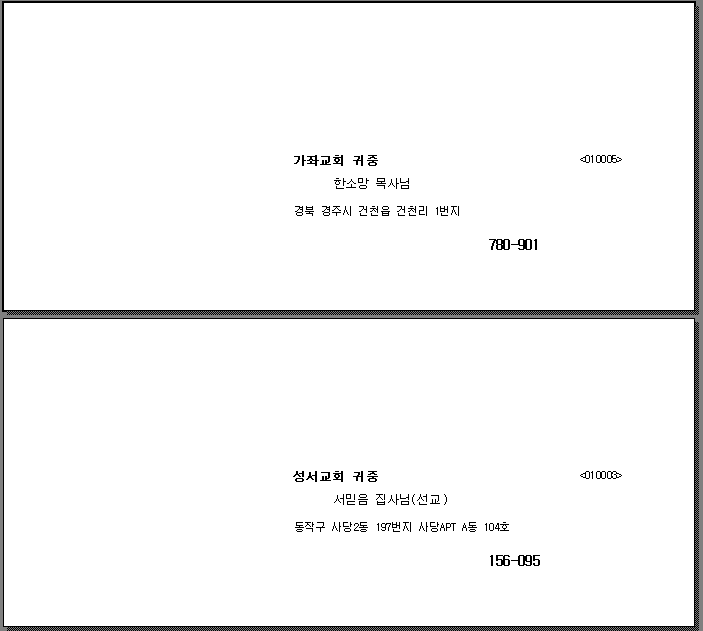 가좌교회 귀중 <010005>
한소망 목사님
경북 경주시 건천읍 건천리 1번지
780-901
성서교회 귀중 <010003>
서믿음 집사님(선교)
동작구 사당2동 197번지 사당APT A동 104호
156-095